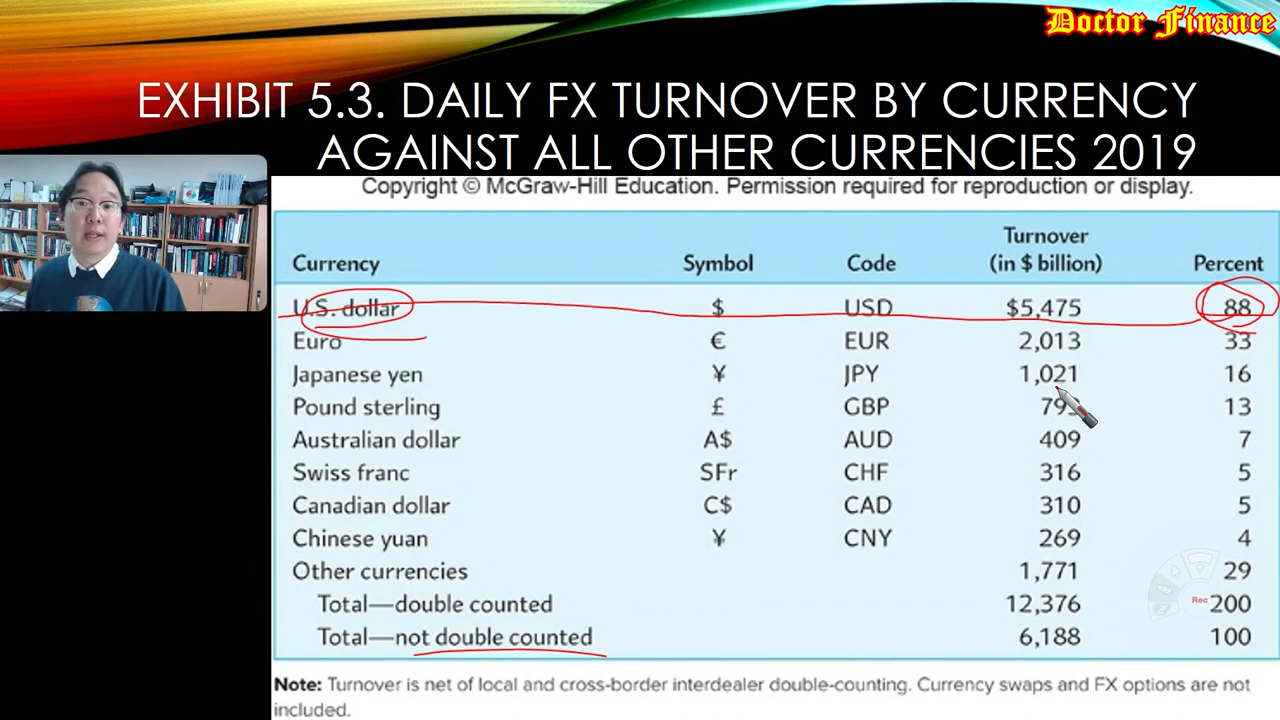 Doctor Finance
EXHIBIT 5.3. DAILY FX TURNOVER BY CURRENCY
AGAINST ALL OTHER CURRENCIES 2019
Copyright © McGraw-Hill Education. Permission required for reproduction or display.
Turnover
Currency Symbol Code (in $ billion) Percent
U.S. dollar $ USD $5,475 88
Euro € EUR 2,013 33
Japanese yen ¥ JPY 1,021 16
Pound sterling £ GBP 13
Australian dollar A$ AUD 409 7
Swiss franc SFr CHF 316 5
Canadian dollar C$ CAD 310 5
Chinese yuan ¥ CNY 269 4
Other currencies 1,771 29
Total—double counted 12,376 200
Total—not double counted 6,188 100
Rec
Note: Turnover is net of local and cross-border interdealer double-counting. Currency swaps and FX options are not
included.